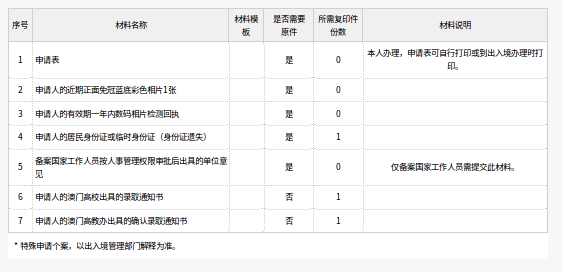 序号 材料名称 材料模板 是否需要原件 所需复印件份数 材料说明
1 申请表 是 0 本人办理，申请表可自行打印或到出入境办理时打印。
2 申请人的近期正面免冠蓝底彩色相片1张 是 0
3 申请人的有效期一年内数码相片检测回执 是 0
4 申请人的居民身份证或临时身份证（身份证遗失） 是 1
5 备案国家工作人员按人事管理权限审批后出具的单位意见 是 0 仅备案国家工作人员需提交此材料。
6 申请人的澳门高校出具的录取通知书 否 1
7 申请人的澳门高教办出具的确认录取通知书 否 1
* 特殊申请个案，以出入境管理部门解释为准。